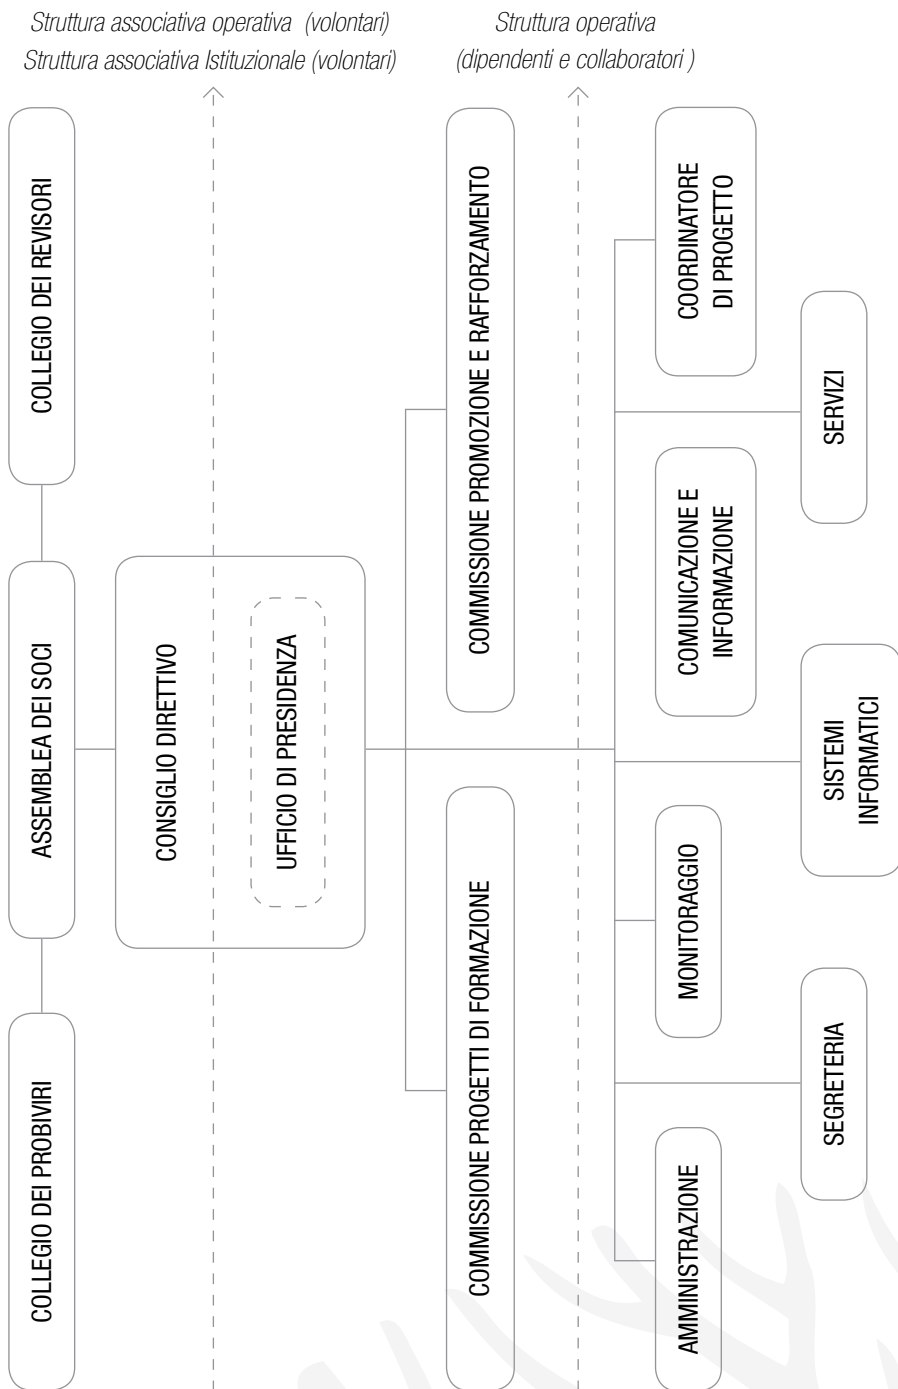 Struttura associativa operativa (volontari)
Struttura associativa Istituzionale (volontari)
Struttura operativa
(dipendenti e collaboratori )
COLLEGIO DEI PROBIVIRI
ASSEMBLEA DEI SOCI
COLLEGIO DEI REVISORI
CONSIGLIO DIRETTIVO
UFFICIO DI PRESIDENZA
COMMISSIONE PROGETTI DI FORMAZIONE
COMMISSIONE PROMOZIONE E RAFFORZAMENTO
AMMINISTRAZIONE
MONITORAGGIO
COMUNICAZIONE E
INFORMAZIONE
COORDINATORE
DI PROGETTO
SEGRETERIA
SISTEMI
INFORMATICI
SERVIZI